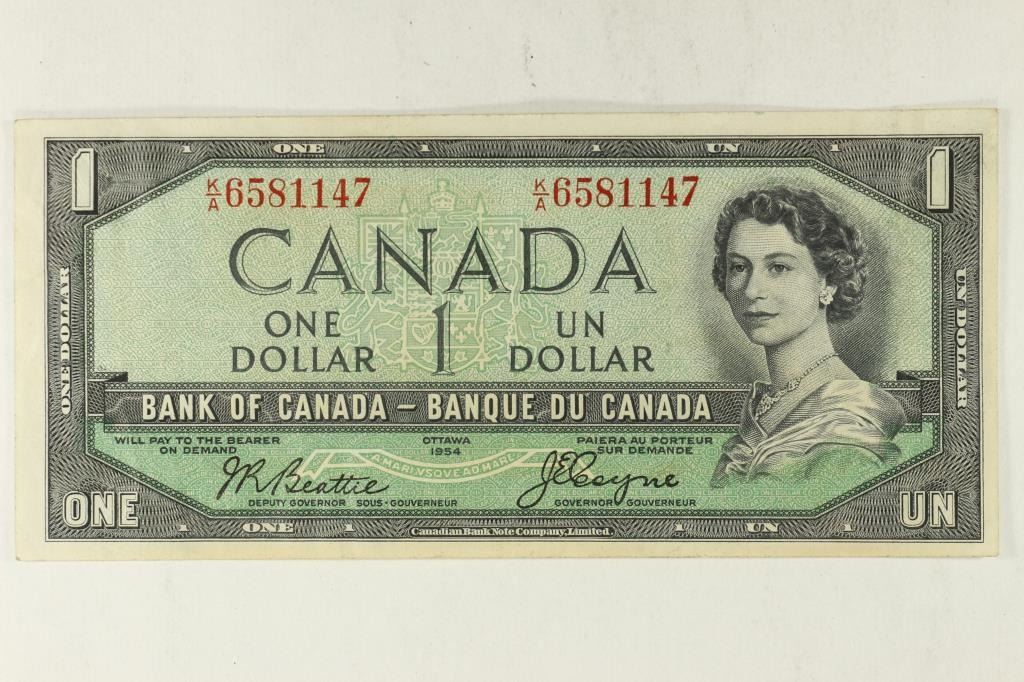 1 ONE 1 1 UN 1
1 1
K/A 6581147 K/A 6581147
CANADA
ONE DOLLAR 1 UN DOLLAR
ONE DOLLAR
UN DOLLAR
BANK OF CANADA – BANQUE DU CANADA
WILL PAY TO THE BEARER ON DEMAND
OTTAWA 1954
PAIERA AU PORTEUR SUR DEMANDE
A MARI USQUE AD MARE
JR Beattie
J E Coyne
DEPUTY GOVERNOR SOUS-GOUVERNEUR
GOVERNOR GOUVERNEUR
ONE UN
1 ONE 1 1 UN 1
Canadian Bank Note Company, Limited.